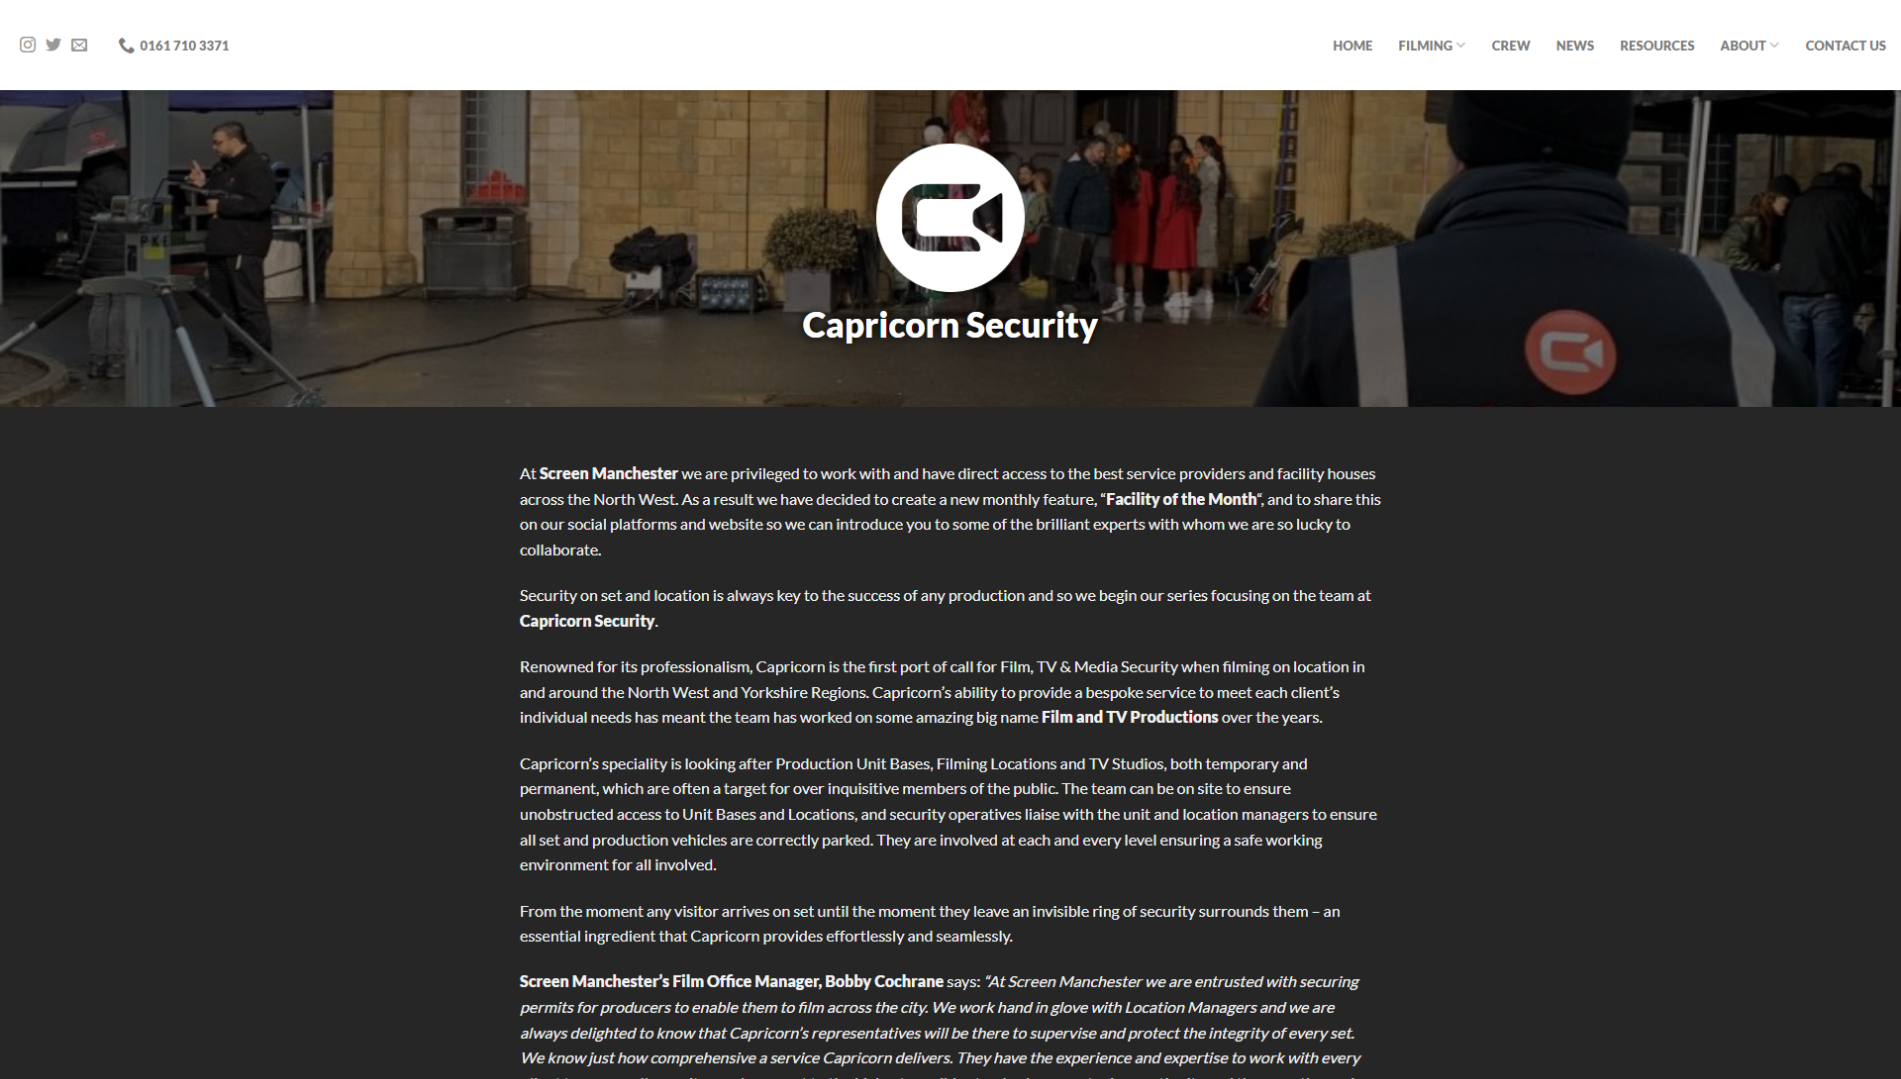 0161 710 3371
HOME FILMING CREW NEWS RESOURCES ABOUT CONTACT US
Capricorn Security
At Screen Manchester we are privileged to work with and have direct access to the best service providers and facility houses
across the North West. As a result we have decided to create a new monthly feature, “Facility of the Month“, and to share this
on our social platforms and website so we can introduce you to some of the brilliant experts with whom we are so lucky to
collaborate.
Security on set and location is always key to the success of any production and so we begin our series focusing on the team at
Capricorn Security.
Renowned for its professionalism, Capricorn is the first port of call for Film, TV & Media Security when filming on location in
and around the North West and Yorkshire Regions. Capricorn’s ability to provide a bespoke service to meet each client’s
individual needs has meant the team has worked on some amazing big name Film and TV Productions over the years.
Capricorn’s speciality is looking after Production Unit Bases, Filming Locations and TV Studios, both temporary and
permanent, which are often a target for over inquisitive members of the public. The team can be on site to ensure
unobstructed access to Unit Bases and Locations, and security operatives liaise with the unit and location managers to ensure
all set and production vehicles are correctly parked. They are involved at each and every level ensuring a safe working
environment for all involved.
From the moment any visitor arrives on set until the moment they leave an invisible ring of security surrounds them – an
essential ingredient that Capricorn provides effortlessly and seamlessly.
Screen Manchester’s Film Office Manager, Bobby Cochrane says: “At Screen Manchester we are entrusted with securing
permits for producers to enable them to film across the city. We work hand in glove with Location Managers and we are
always delighted to know that Capricorn’s representatives will be there to supervise and protect the integrity of every set.
We know just how comprehensive a service Capricorn delivers. They have the experience and expertise to work with every